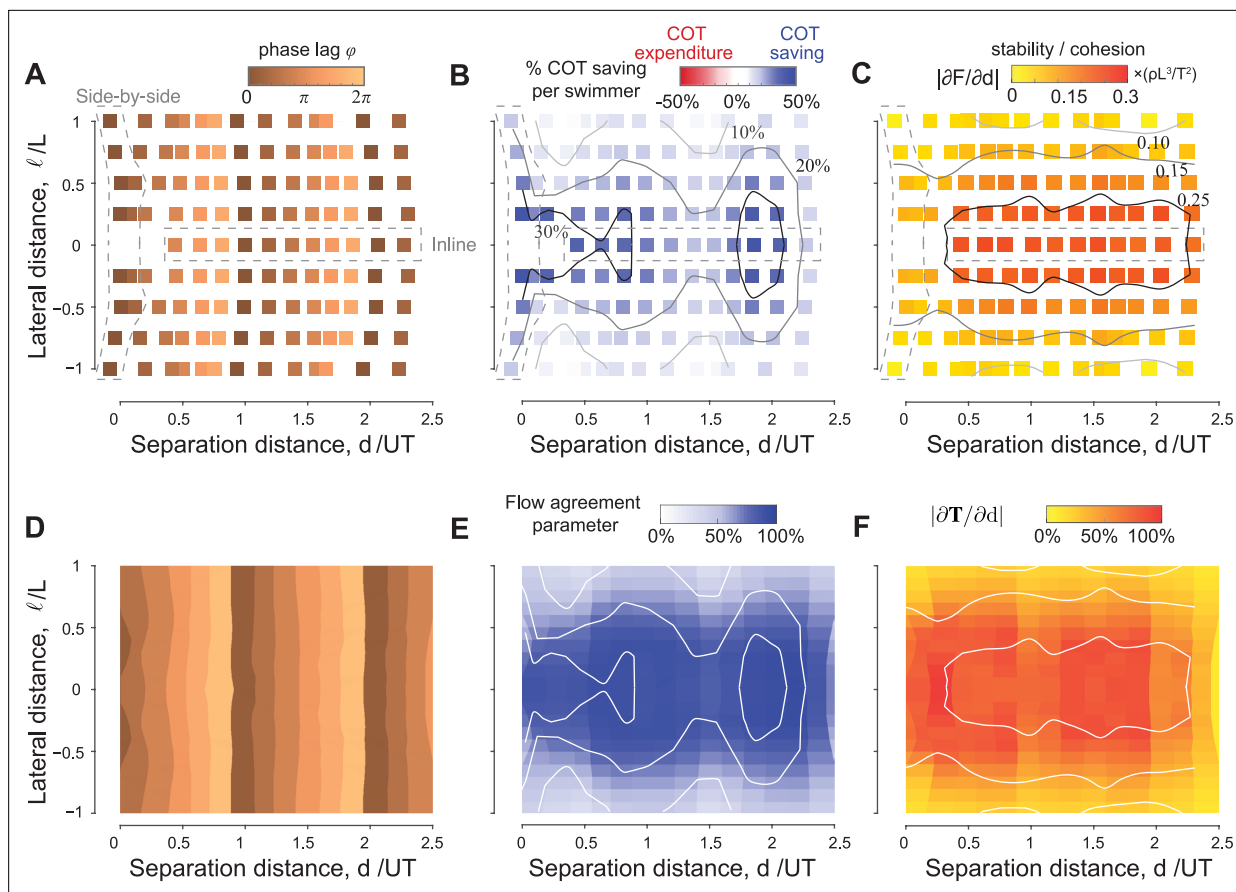 A
phase lag φ
0 π 2π
Side-by-side
Inline
Lateral distance, ℓ/L
1
0.5
0
−0.5
−1
0 0.5 1 1.5 2 2.5
Separation distance, d/UT
B
% COT saving
per swimmer
COT
expenditure
COT
saving
-50% 0% 50%
10%
20%
30%
0 0.5 1 1.5 2 2.5
Separation distance, d/UT
C
stability / cohesion
|∂F/∂d|
×(ρL³/T²)
0 0.15 0.3
0.10
0.15
0.25
0 0.5 1 1.5 2 2.5
Separation distance, d/UT
D
Lateral distance, ℓ/L
1
0.5
0
−0.5
−1
0 0.5 1 1.5 2 2.5
Separation distance, d/UT
E
Flow agreement
parameter
0% 50% 100%
0 0.5 1 1.5 2 2.5
Separation distance, d/UT
F
|∂T/∂d|
0% 50% 100%
0 0.5 1 1.5 2 2.5
Separation distance, d/UT